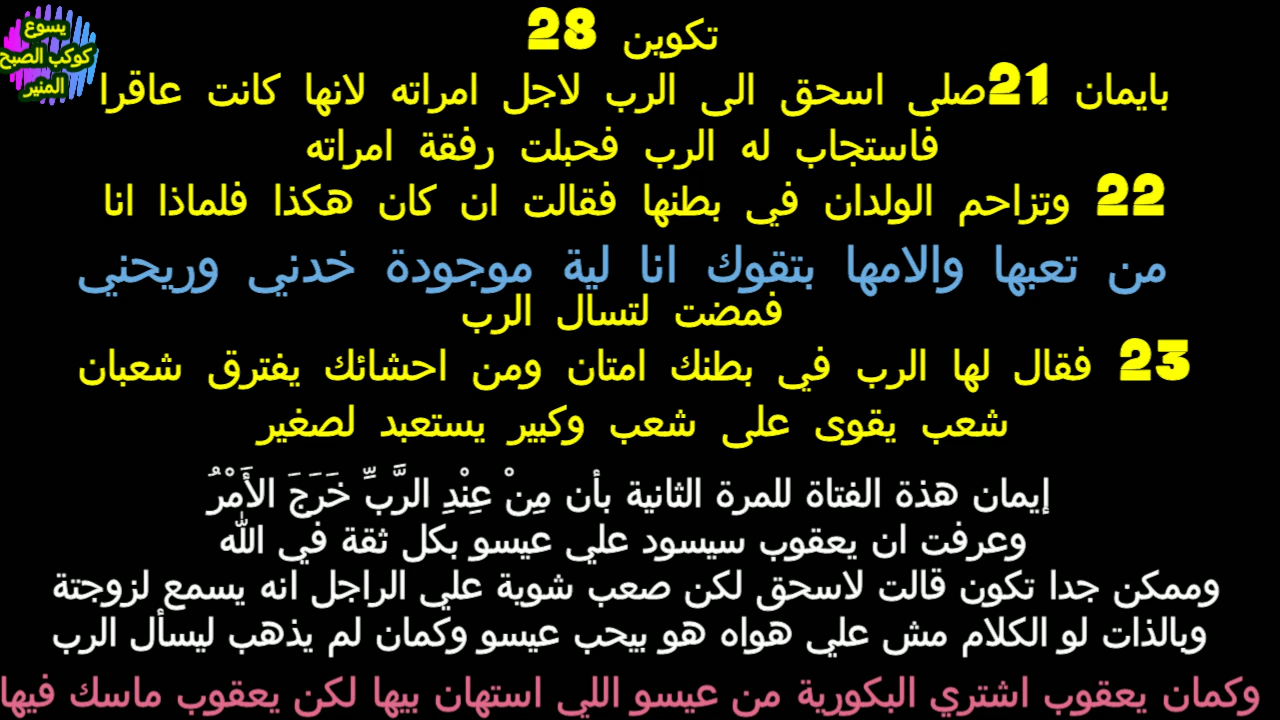 يسوع
كوكب الصبح
المنير
تكوين 28
بايمان 21صلى اسحق الى الرب لاجل امراته لانها كانت عاقرا
فاستجاب له الرب فحبلت رفقة امراته
22 وتزاحم الولدان في بطنها فقالت ان كان هكذا فلماذا انا
من تعبها والامها بتقوك انا لية موجودة خدني وريحني
فمضت لتسال الرب
23 فقال لها الرب في بطنك امتان ومن احشائك يفترق شعبان
شعب يقوى على شعب وكبير يستعبد لصغير
إيمان هذة الفتاة للمرة الثانية بأن مِنْ عِنْدِ الرَّبِّ خَرَجَ الأَمْرُ
وعرفت ان يعقوب سيسود علي عيسو بكل ثقة في الله
وممكن جدا تكون قالت لاسحق لكن صعب شوية علي الراجل انه يسمع لزوجتة
وبالذات لو الكلام مش علي هواه هو بيحب عيسو وكمان لم يذهب ليسأل الرب
وكمان يعقوب اشتري البكورية من عيسو اللي استهان بيها لكن يعقوب ماسك فيها